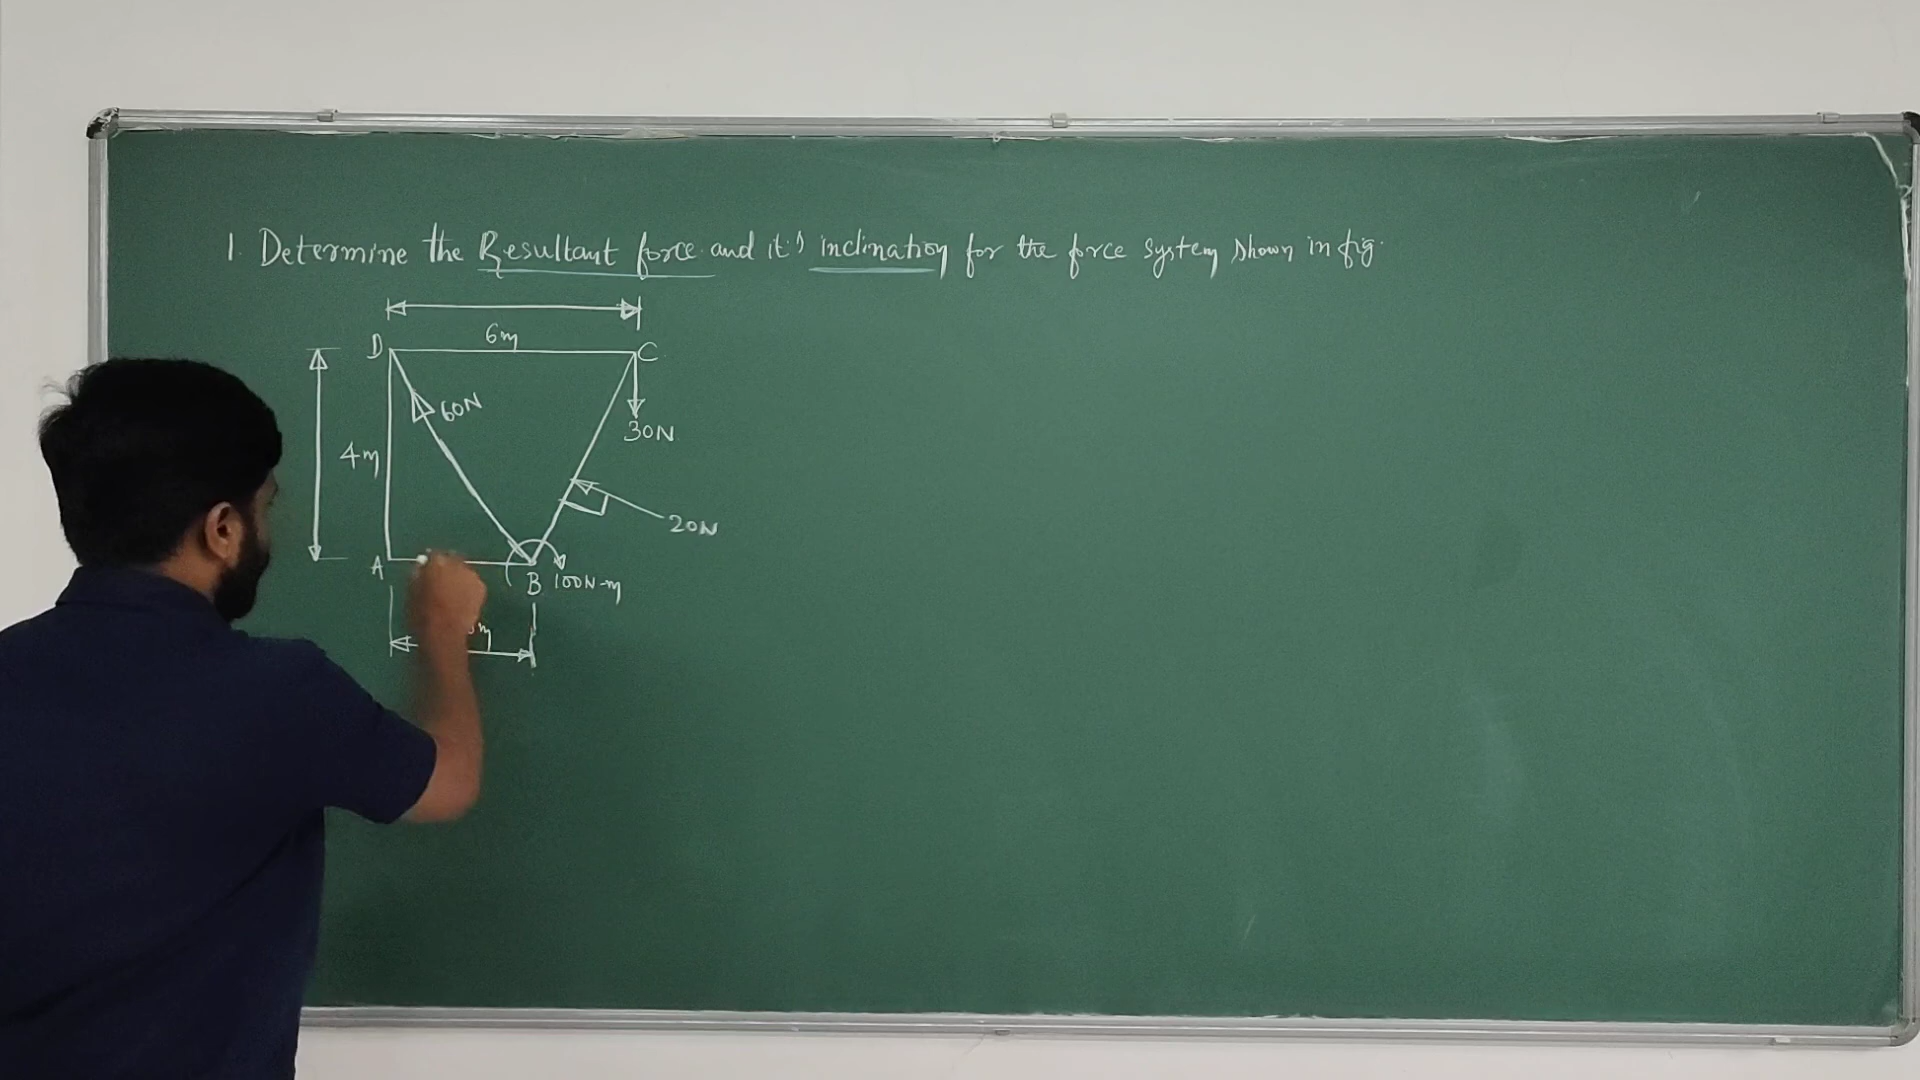 1. Determine the Resultant force and it's inclination for the force system shown in fig.
6m
D
C
60N
30N
4m
20N
A
B 100N-m
m